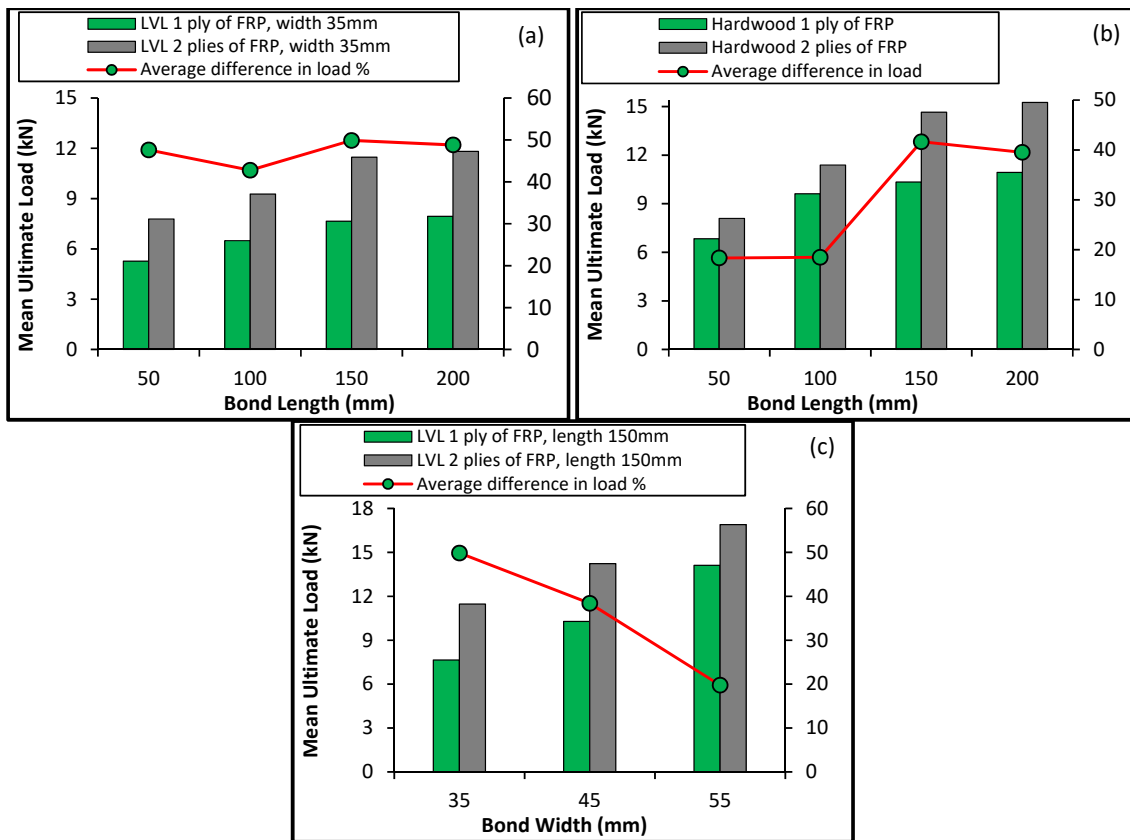 LVL 1 ply of FRP, width 35mm
LVL 2 plies of FRP, width 35mm
Average difference in load %
(a)
Mean Ultimate Load (kN)
15
12
9
6
3
0
60
50
40
30
20
10
0
50 100 150 200
Bond Length (mm)
Hardwood 1 ply of FRP
Hardwood 2 plies of FRP
Average difference in load
(b)
Mean Ultimate Load (kN)
15
12
9
6
3
0
50
40
30
20
10
0
50 100 150 200
Bond Length (mm)
LVL 1 ply of FRP, length 150mm
LVL 2 plies of FRP, length 150mm
Average difference in load %
(c)
Mean Ultimate Load (kN)
18
15
12
9
6
3
0
60
50
40
30
20
10
0
35 45 55
Bond Width (mm)